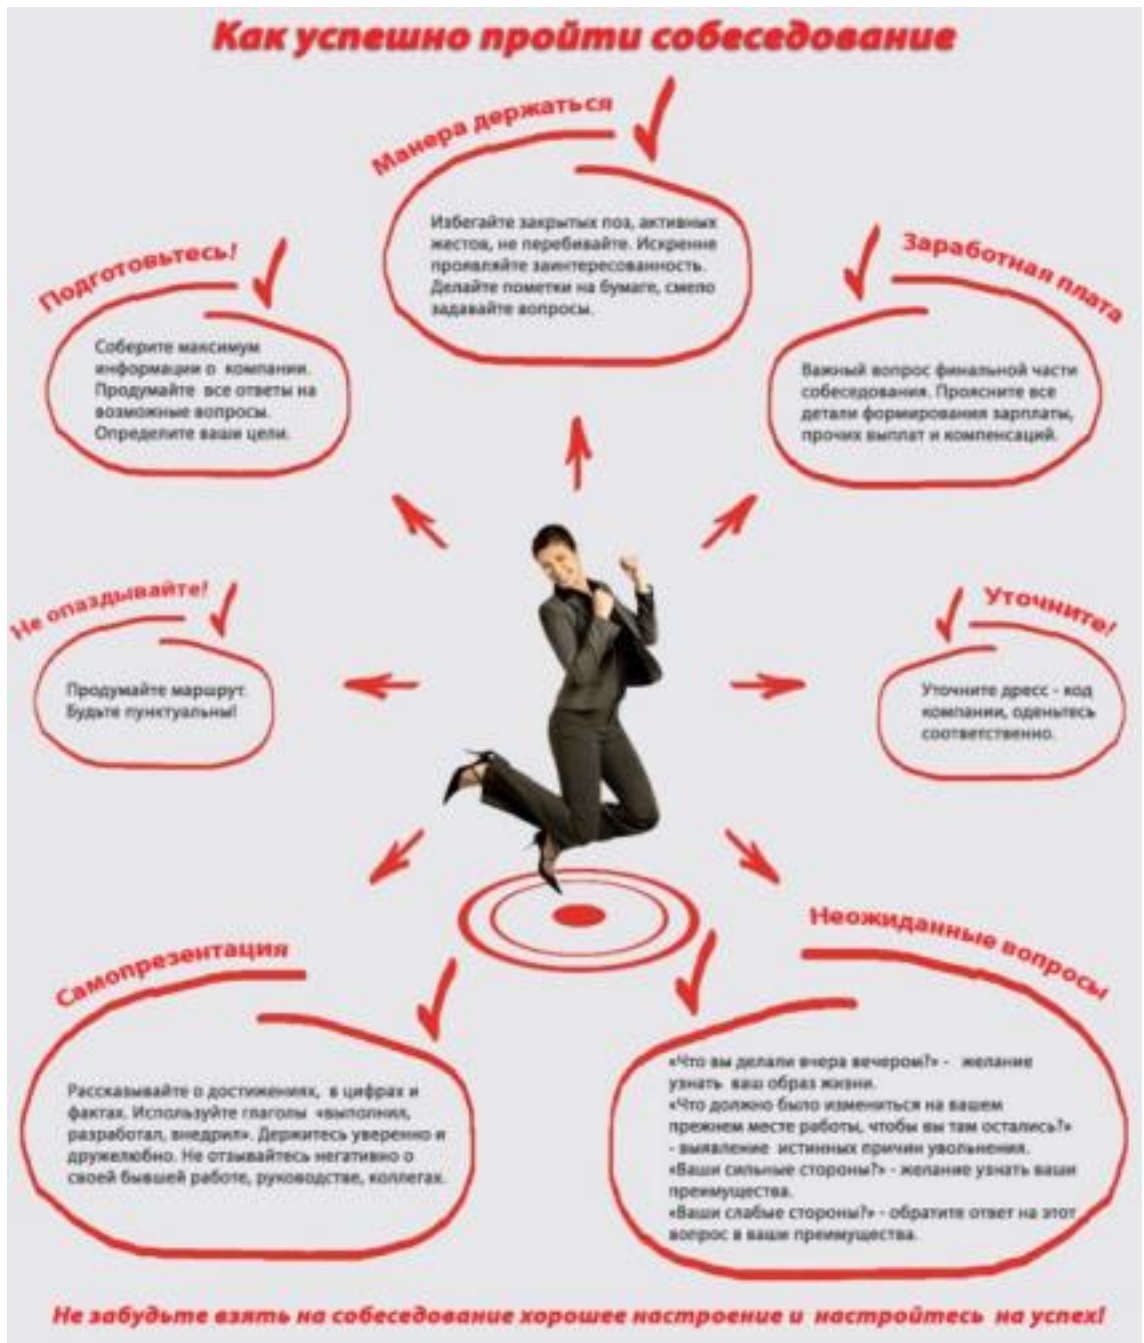 Как успешно пройти собеседование
Манера держаться
Избегайте закрытых поз, активных
жестов, не перебивайте. Искренне
проявляйте заинтересованность.
Делайте пометки на бумаге, смело
задавайте вопросы.
Подготовьтесь!
Соберите максимум
информации о компании.
Продумайте все ответы на
возможные вопросы.
Определите ваши цели.
Заработная плата
Важный вопрос финальной части
собеседования. Проясните все
детали формирования зарплаты,
прочих выплат и компенсаций.
Не опаздывайте!
Продумайте маршрут.
Будьте пунктуальны!
Уточните!
Уточните дресс - код
компании, оденьтесь
соответственно.
Самопрезентация
Рассказывайте о достижениях, в цифрах и
фактах. Используйте глаголы «выполнил,
разработал, внедрил». Держитесь уверенно и
дружелюбно. Не отзывайтесь негативно о
своей бывшей работе, руководстве, коллегах.
Неожиданные вопросы
«Что вы делали вчера вечером?» - желание
узнать ваш образ жизни.
«Что должно было измениться на вашем
прежнем месте работы, чтобы вы там остались?»
- выявление истинных причин увольнения.
«Ваши сильные стороны?» - желание узнать ваши
преимущества.
«Ваши слабые стороны?» - обратите ответ на этот
вопрос в ваши преимущества.
Не забудьте взять на собеседование хорошее настроение и настройтесь на успех!